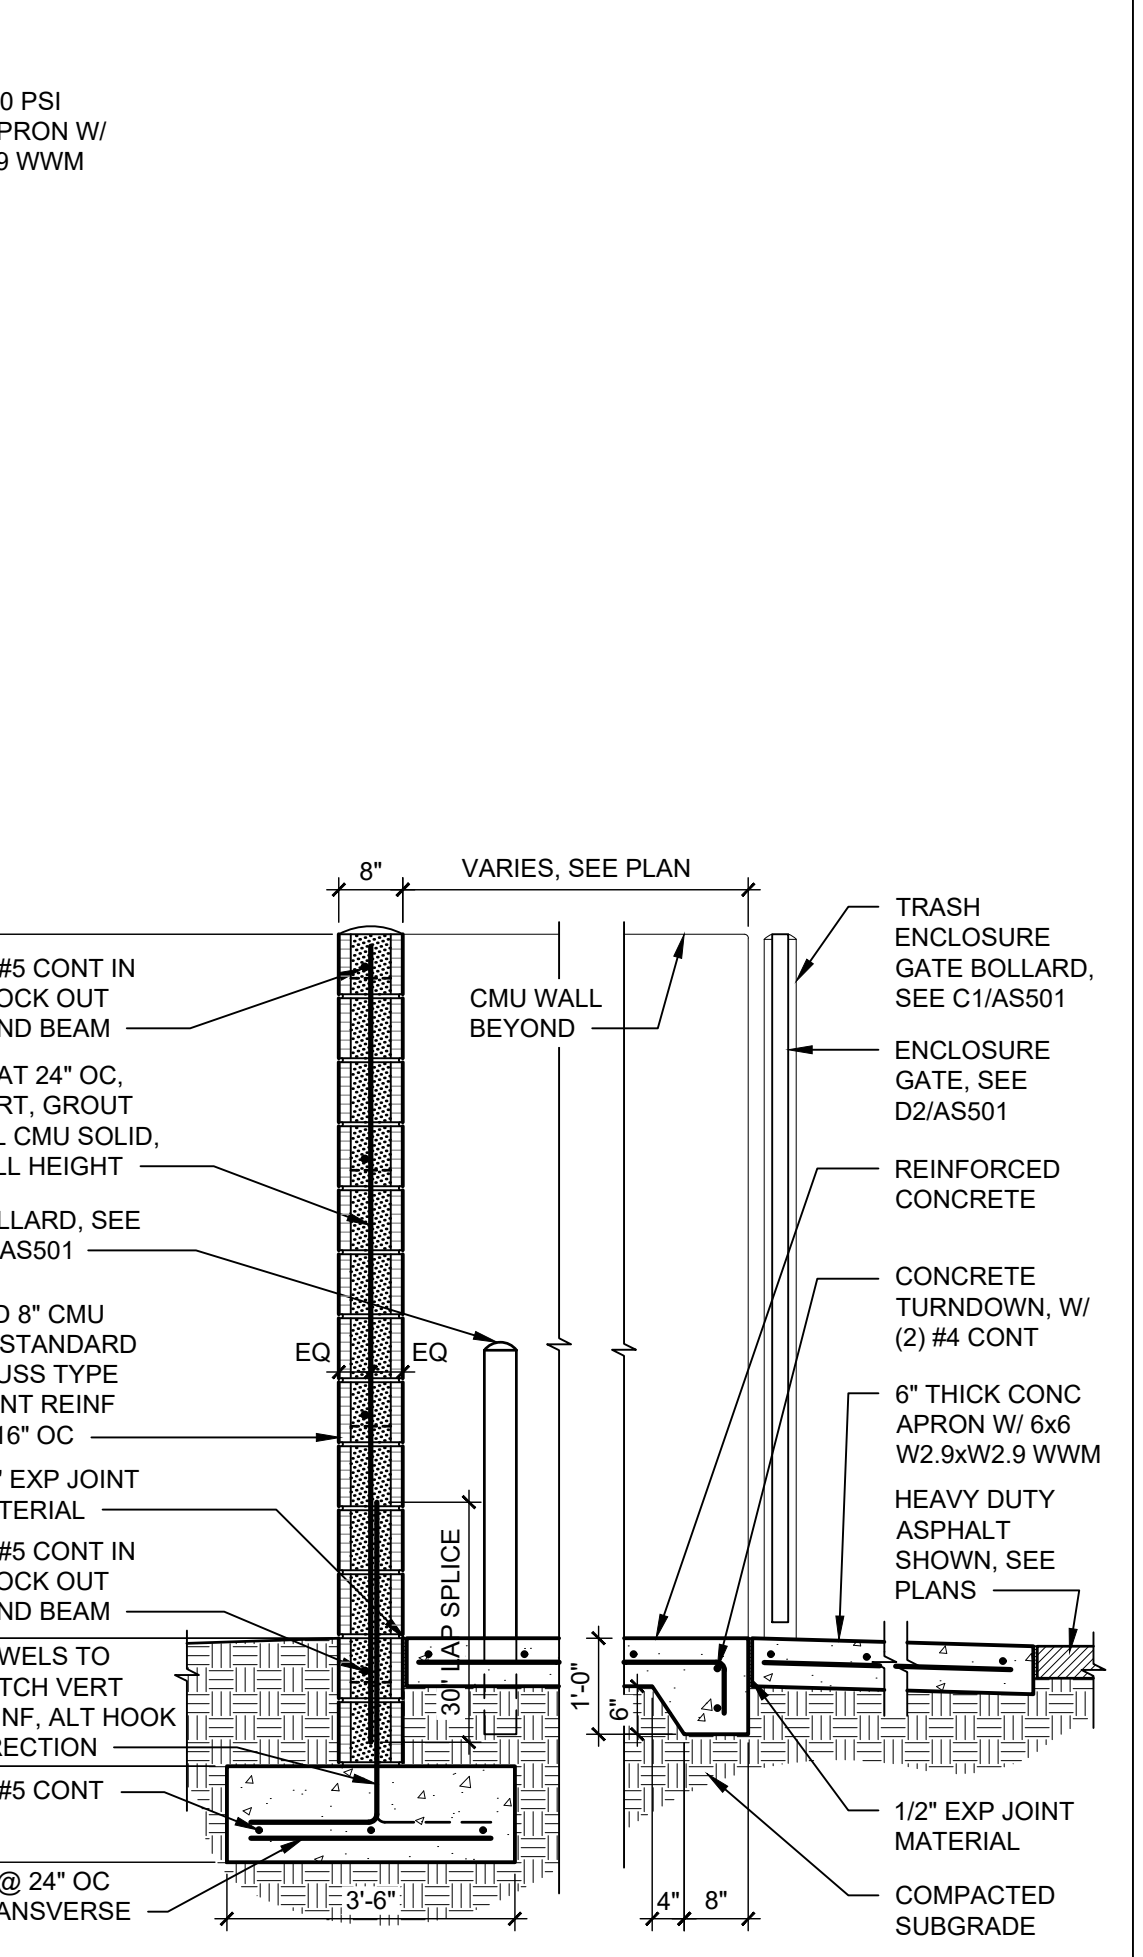 0 PSI
PRON W/
9 WWM
8"
VARIES, SEE PLAN
#5 CONT IN
OCK OUT
ND BEAM
AT 24" OC,
RT, GROUT
L CMU SOLID,
LL HEIGHT
LLARD, SEE
AS501
8" CMU
STANDARD
USS TYPE
NT REINF
16" OC
EXP JOINT
TERIAL
#5 CONT IN
OCK OUT
ND BEAM
WELS TO
TCH VERT
NF, ALT HOOK
RECTION
#5 CONT
@ 24" OC
ANSVERSE
CMU WALL
BEYOND
EQ
EQ
30" LAP SPLICE
1'-0"
6"
3'-6"
4"
8"
TRASH
ENCLOSURE
GATE BOLLARD,
SEE C1/AS501
ENCLOSURE
GATE, SEE
D2/AS501
REINFORCED
CONCRETE
CONCRETE
TURNDOWN, W/
(2) #4 CONT
6" THICK CONC
APRON W/ 6x6
W2.9xW2.9 WWM
HEAVY DUTY
ASPHALT
SHOWN, SEE
PLANS
1/2" EXP JOINT
MATERIAL
COMPACTED
SUBGRADE